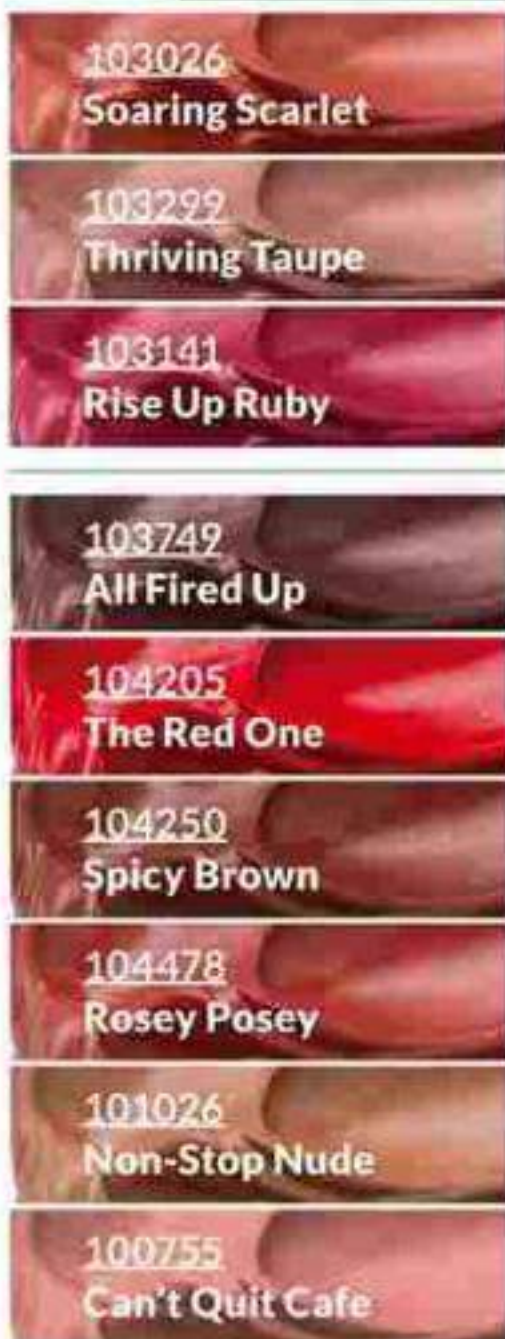 103026
Soaring Scarlet
103299
Thriving Taupe
103141
Rise Up Ruby
103749
All Fired Up
104205
The Red One
104250
Spicy Brown
104478
Rosey Posey
101026
Non-Stop Nude
100755
Can't Quit Cafe